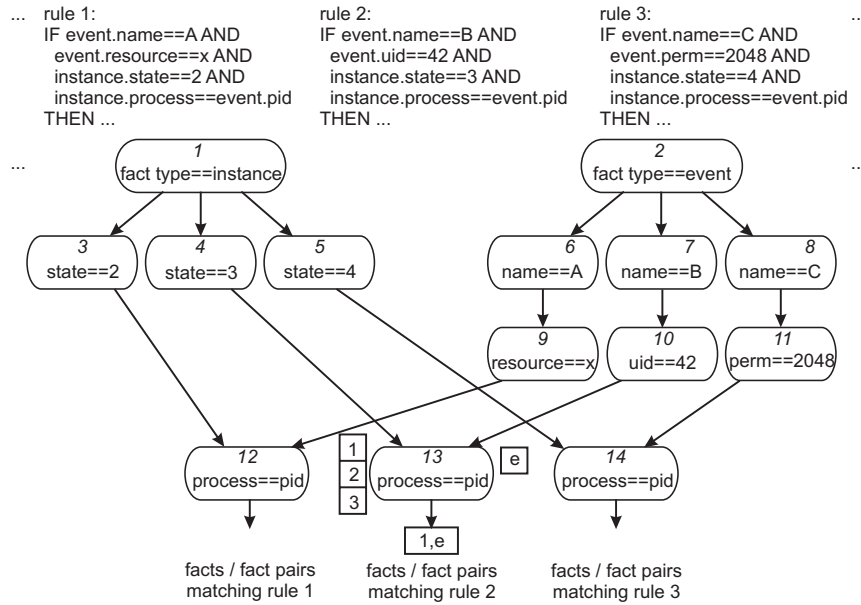 ... rule 1:
IF event.name==A AND
event.resource==x AND
instance.state==2 AND
instance.process==event.pid
THEN ...
rule 2:
IF event.name==B AND
event.uid==42 AND
instance.state==3 AND
instance.process==event.pid
THEN ...
rule 3:
IF event.name==C AND
event.perm==2048 AND
instance.state==4 AND
instance.process==event.pid
THEN ...
..
...
1
fact type==instance
2
fact type==event
..
3
state==2
4
state==3
5
state==4
6
name==A
7
name==B
8
name==C
9
resource==x
10
uid==42
11
perm==2048
12
process==pid
1
2
3
13
process==pid
e
14
process==pid
1,e
facts / fact pairs
matching rule 1
facts / fact pairs
matching rule 2
facts / fact pairs
matching rule 3